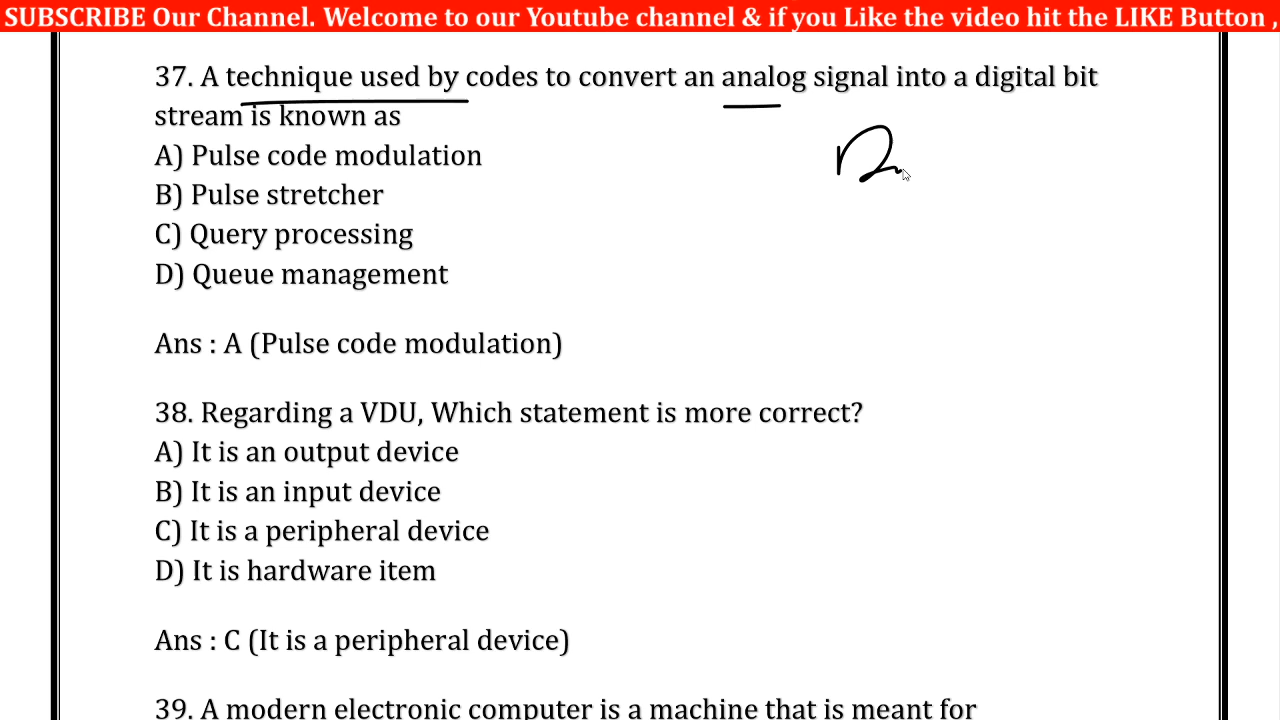 SUBSCRIBE Our Channel. Welcome to our Youtube channel & if you Like the video hit the LIKE Button ,
37. A technique used by codes to convert an analog signal into a digital bit
stream is known as
A) Pulse code modulation
B) Pulse stretcher
C) Query processing
D) Queue management
Ans : A (Pulse code modulation)
38. Regarding a VDU, Which statement is more correct?
A) It is an output device
B) It is an input device
C) It is a peripheral device
D) It is hardware item
Ans : C (It is a peripheral device)
39. A modern electronic computer is a machine that is meant for